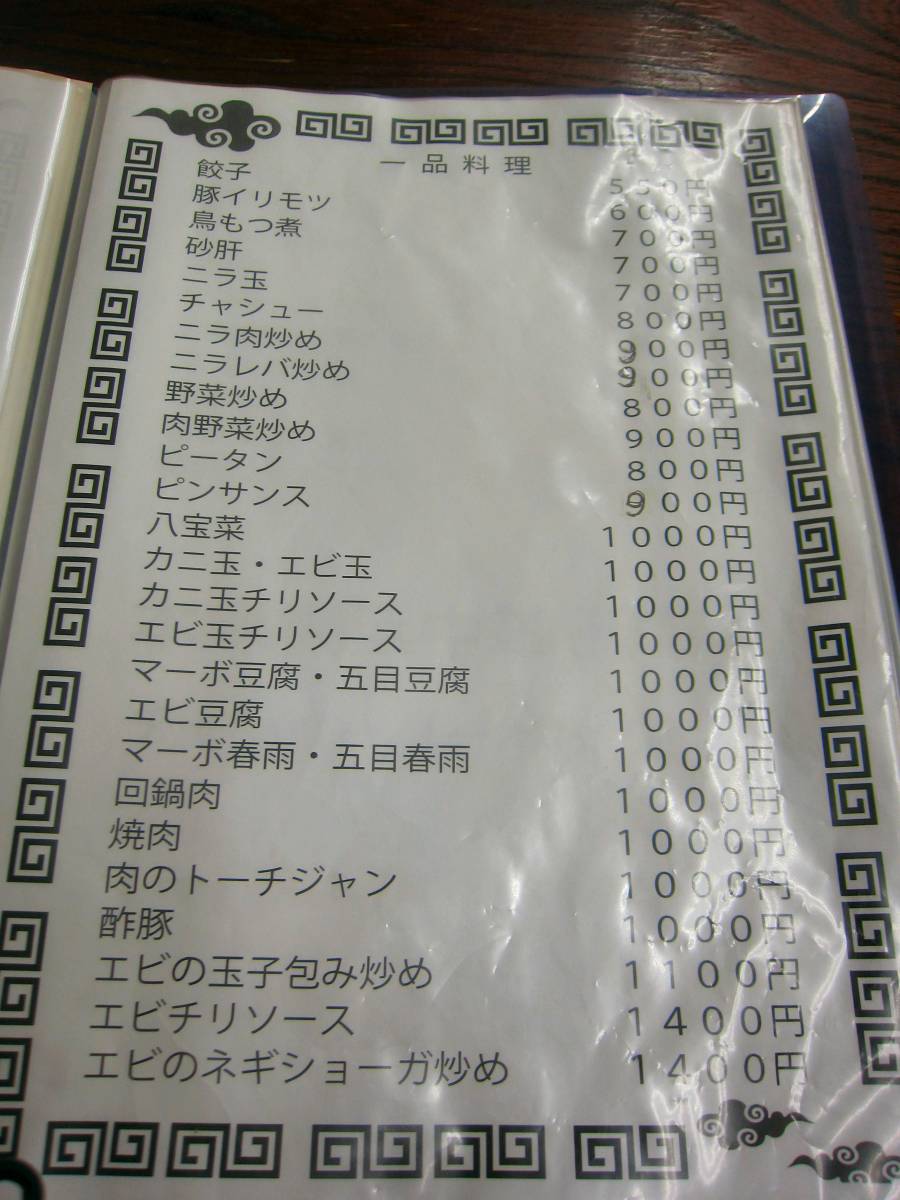 一品料理
餃子 550円
豚イリモツ 600円
鳥もつ煮 700円
砂肝 700円
ニラ玉 700円
チャシュー 800円
ニラ肉炒め 900円
ニラレバ炒め 900円
野菜炒め 800円
肉野菜炒め 900円
ピータン 800円
ピンサンス 900円
八宝菜 1000円
カニ玉・エビ玉 1000円
カニ玉チリソース 1000円
エビ玉チリソース 1000円
マーボ豆腐・五目豆腐 1000円
エビ豆腐 1000円
マーボ春雨・五目春雨 1000円
回鍋肉 1000円
焼肉 1000円
肉のトーチジャン 1000円
酢豚 1000円
エビの玉子包み炒め 1100円
エビチリソース 1400円
エビのネギショーガ炒め 1400円